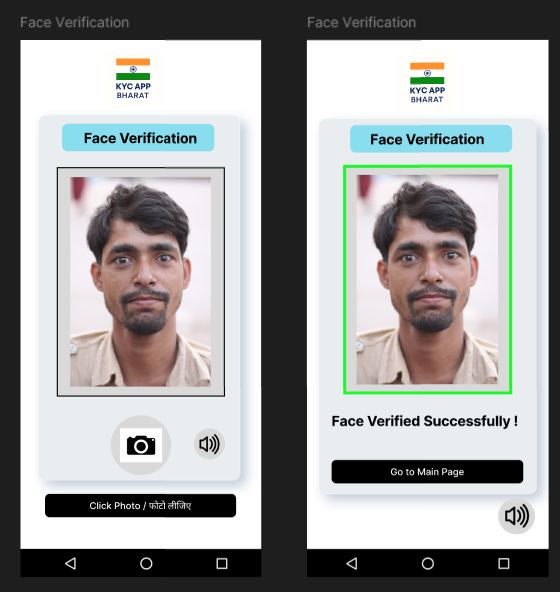 Face Verification
KYC APP
BHARAT
Face Verification
Click Photo / फोटो लीजिए
Face Verification
KYC APP
BHARAT
Face Verification
Face Verified Successfully !
Go to Main Page